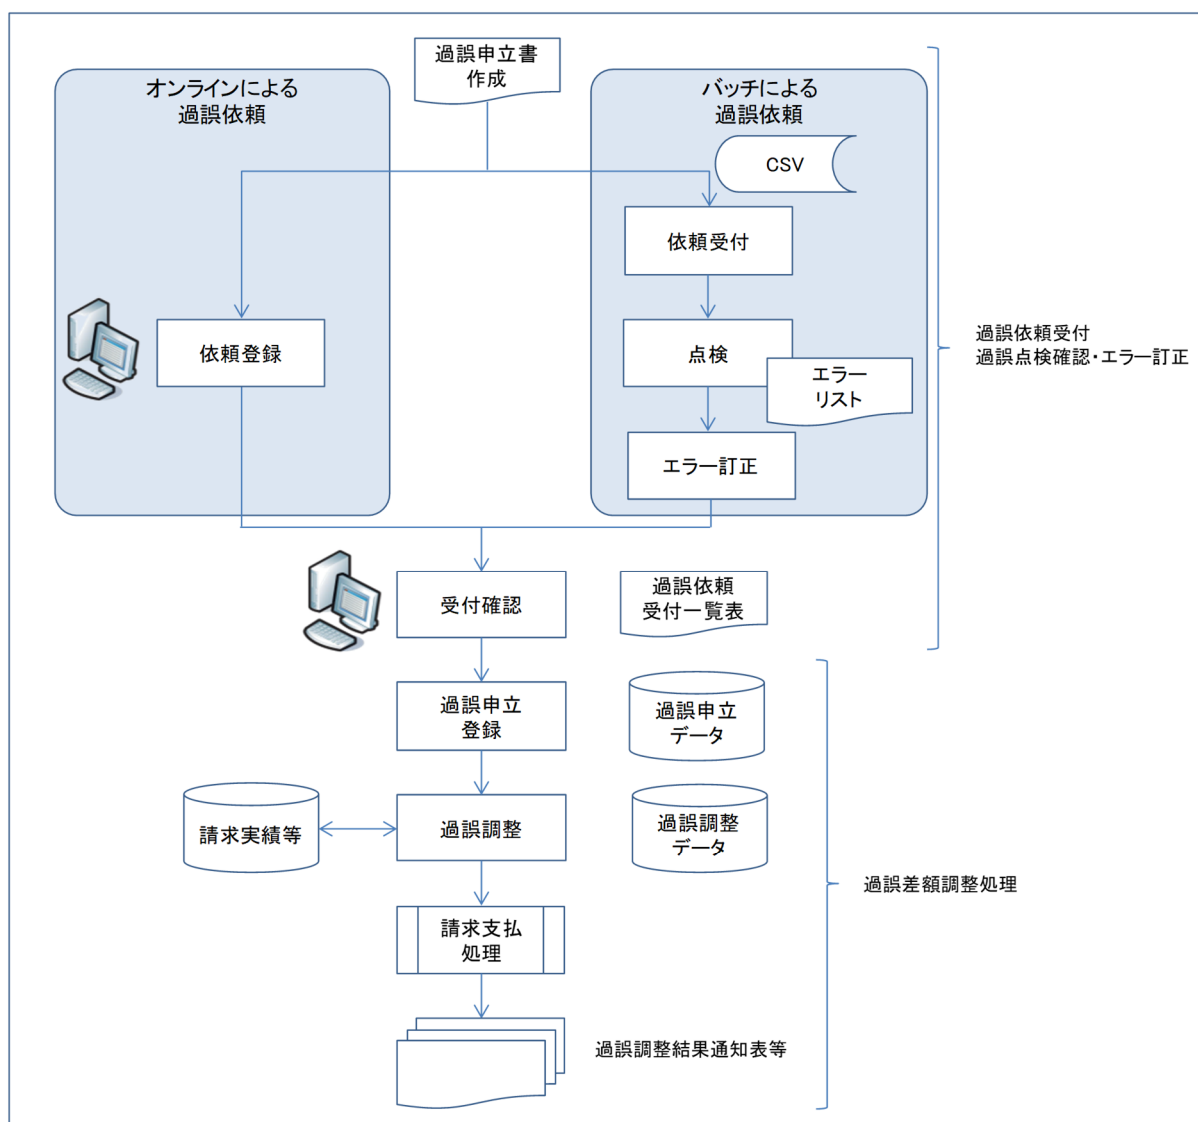 過誤申立書
作成
オンラインによる
過誤依頼
バッチによる
過誤依頼
CSV
依頼受付
依頼登録
点検
エラー
リスト
エラー訂正
過誤依頼受付
過誤点検確認・エラー訂正
受付確認
過誤依頼
受付一覧表
過誤申立
登録
過誤申立
データ
請求実績等
過誤調整
過誤調整
データ
過誤差額調整処理
請求支払
処理
過誤調整結果通知表等